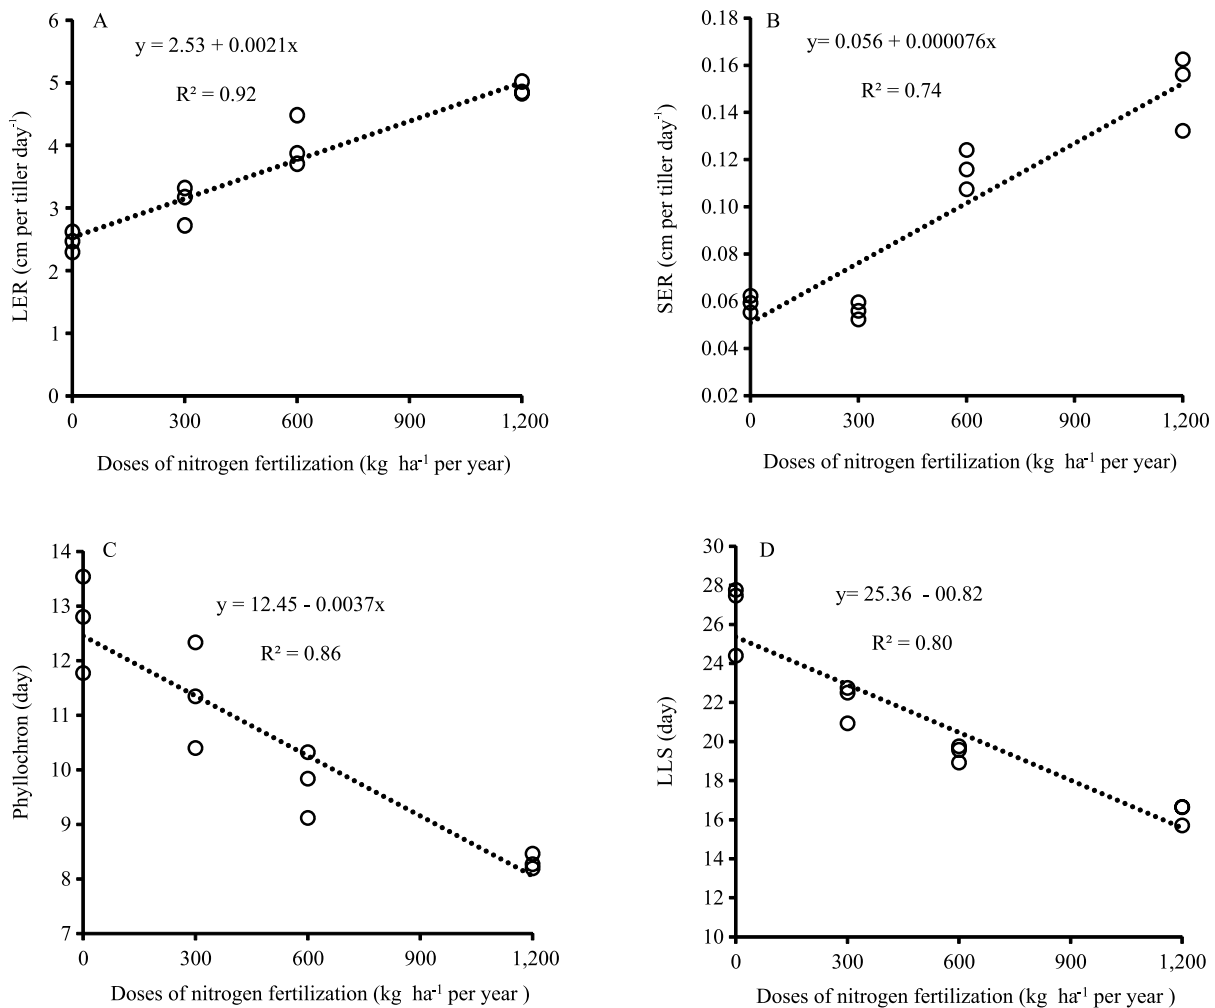 A
y = 2.53 + 0.0021x
R² = 0.92
LER (cm per tiller day⁻¹)
6
5
4
3
2
1
0
0 300 600 900 1,200
Doses of nitrogen fertilization (kg ha⁻¹ per year)
B
y= 0.056 + 0.000076x
R² = 0.74
SER (cm per tiller day⁻¹)
0.18
0.16
0.14
0.12
0.10
0.08
0.06
0.04
0.02
0 300 600 900 1,200
Doses of nitrogen fertilization (kg ha⁻¹ per year)
C
y = 12.45 - 0.0037x
R² = 0.86
Phyllochron (day)
14
13
12
11
10
9
8
7
0 300 600 900 1,200
Doses of nitrogen fertilization (kg ha⁻¹ per year )
D
y= 25.36 - 00.82
R² = 0.80
LLS (day)
30
28
26
24
22
20
18
16
14
12
10
0 300 600 900 1,200
Doses of nitrogen fertilization (kg ha⁻¹ per year )